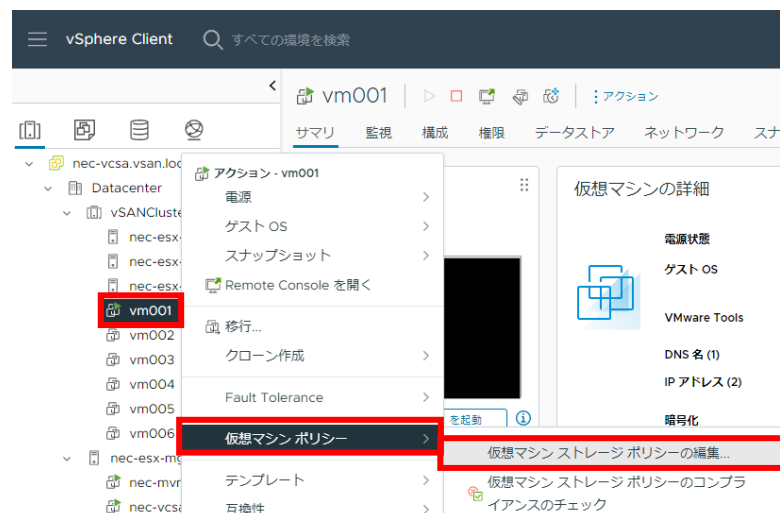 vSphere Client
すべての環境を検索
vm001
アクション
サマリ 監視 構成 権限 データストア ネットワーク スナ
nec-vcsa.vsan.loc
Datacenter
vSANCluste
nec-esx-
nec-esx-
nec-esx-
vm001
vm002
vm003
vm004
vm005
vm006
nec-esx-mg
nec-mvr
nec-vcsa
アクション - vm001
電源
ゲスト OS
スナップショット
Remote Console を開く
移行...
クローン作成
Fault Tolerance
仮想マシン ポリシー
テンプレート
互換性
仮想マシン ストレージ ポリシーの編集...
仮想マシン ストレージ ポリシーのコンプラ
イアンスのチェック
を起動
仮想マシンの詳細
電源状態
ゲスト OS
VMware Tools
DNS 名 (1)
IP アドレス (2)
暗号化